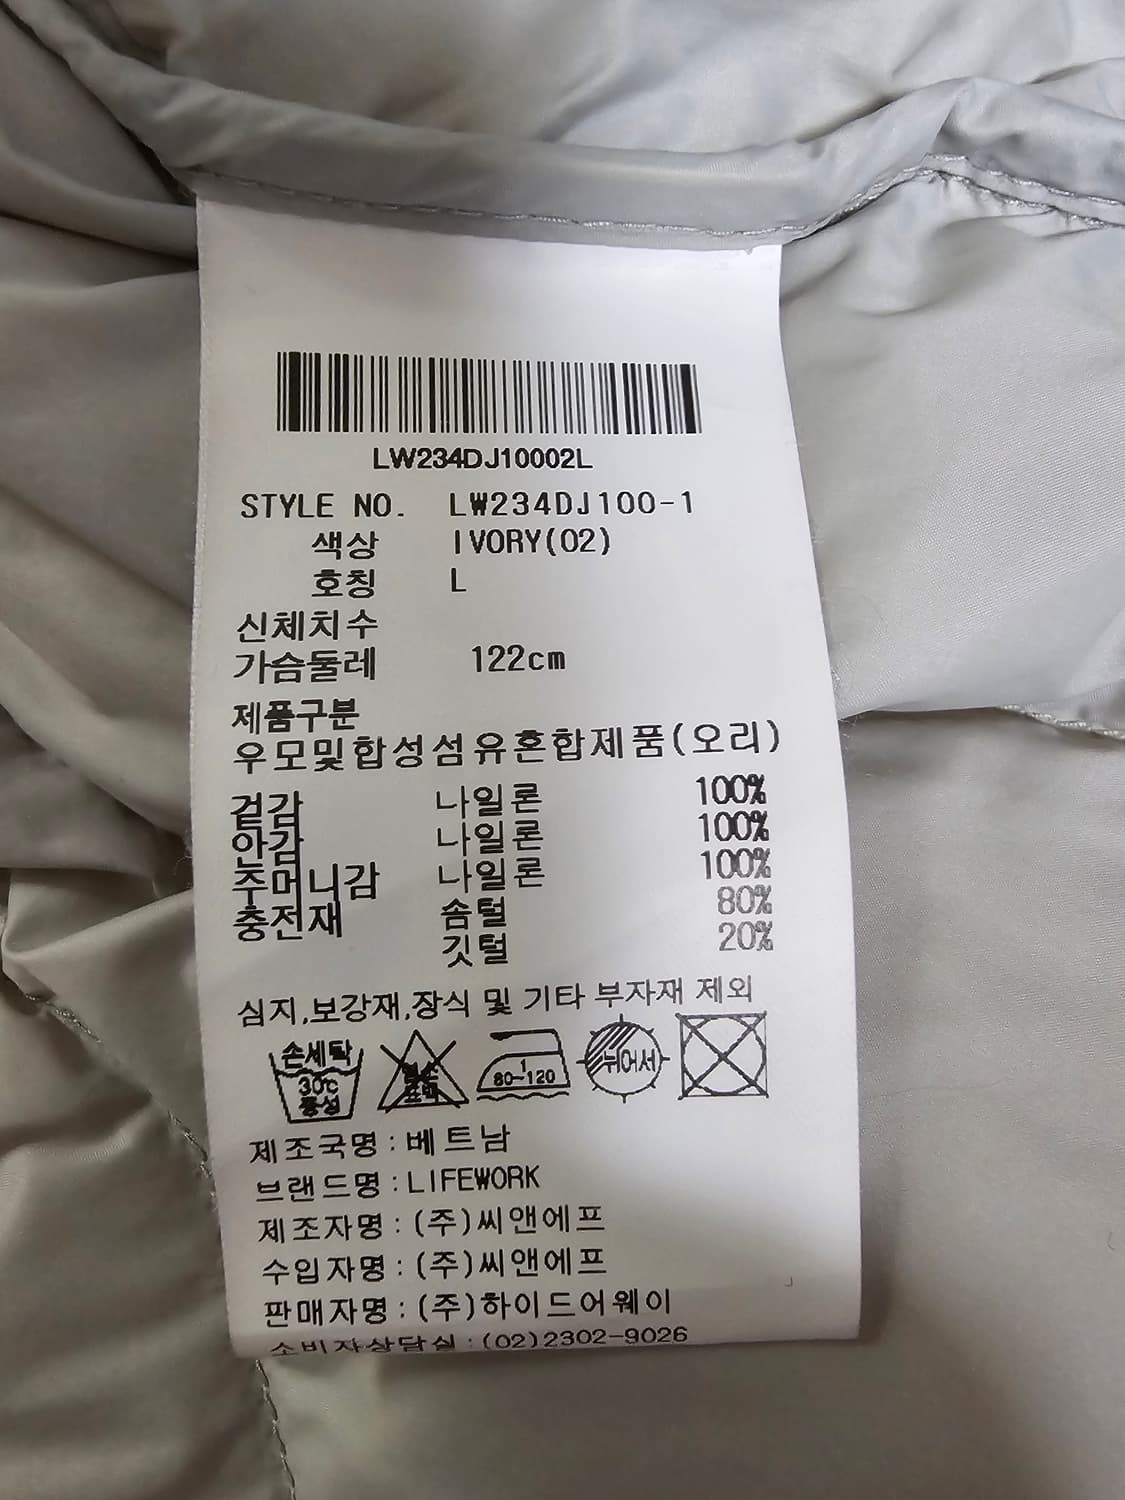 LW234DJ10002L
STYLE NO. LW234DJ100-1
색상 IVORY(02)
호칭 L
신체치수
가슴둘레 122cm
제품구분
우모및합성섬유혼합제품(오리)
겉감 나일론 100%
안감 나일론 100%
주머니감 나일론 100%
충전재 솜털 80%
깃털 20%
심지,보강재,장식 및 기타 부자재 제외
손세탁 30℃ 중성 염소 표백 1 80~120 뉘어서
제조국명 : 베트남
브랜드명 : LIFEWORK
제조자명 : (주)씨앤에프
수입자명 : (주)씨앤에프
판매자명 : (주)하이드어웨이
소비자상담실 : (02)2302-9026